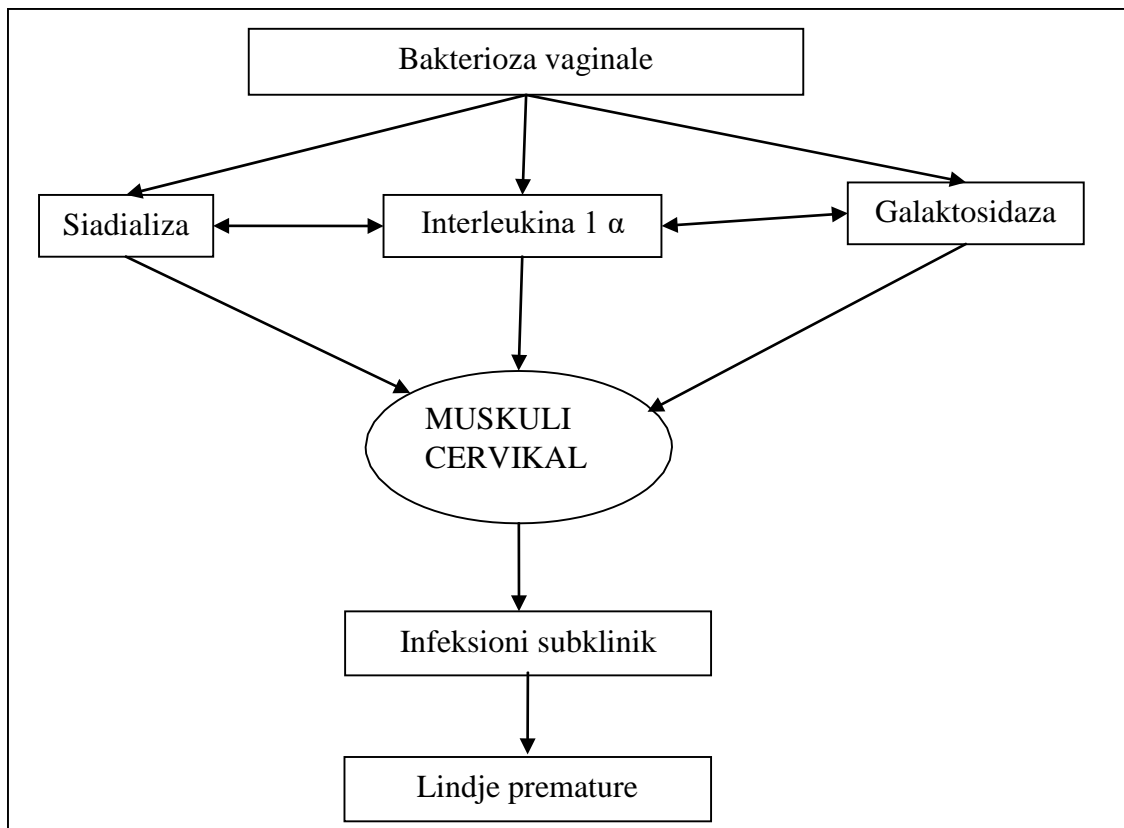 Bakterioza vaginale
Siadializa
Interleukina 1 α
Galaktosidaza
MUSKULI
CERVIKAL
Infeksioni subklinik
Lindje premature